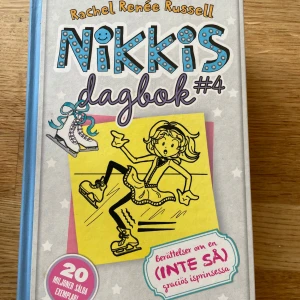 Rachel Renée Russell
NIKKIS
dagbok #4
20
MILJONER SÅLDA
EXEMPLAR!
berättelser om en
(INTE SÅ)
graciös isprinsessa